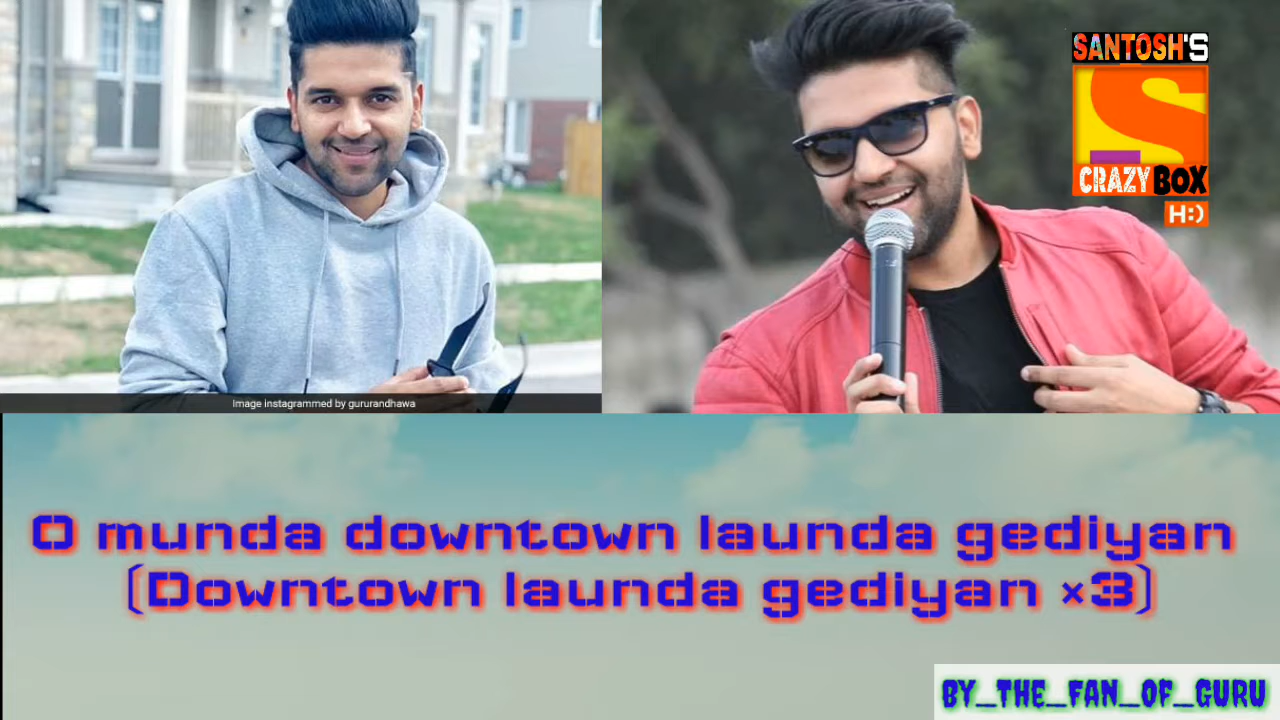 SANTOSH'S
S
CRAZY BOX
H:)
Image instagrammed by gururandhawa
O munda downtown launda gediyan
(Downtown launda gediyan ×3)
BY_THE_FAN_OF_GURU